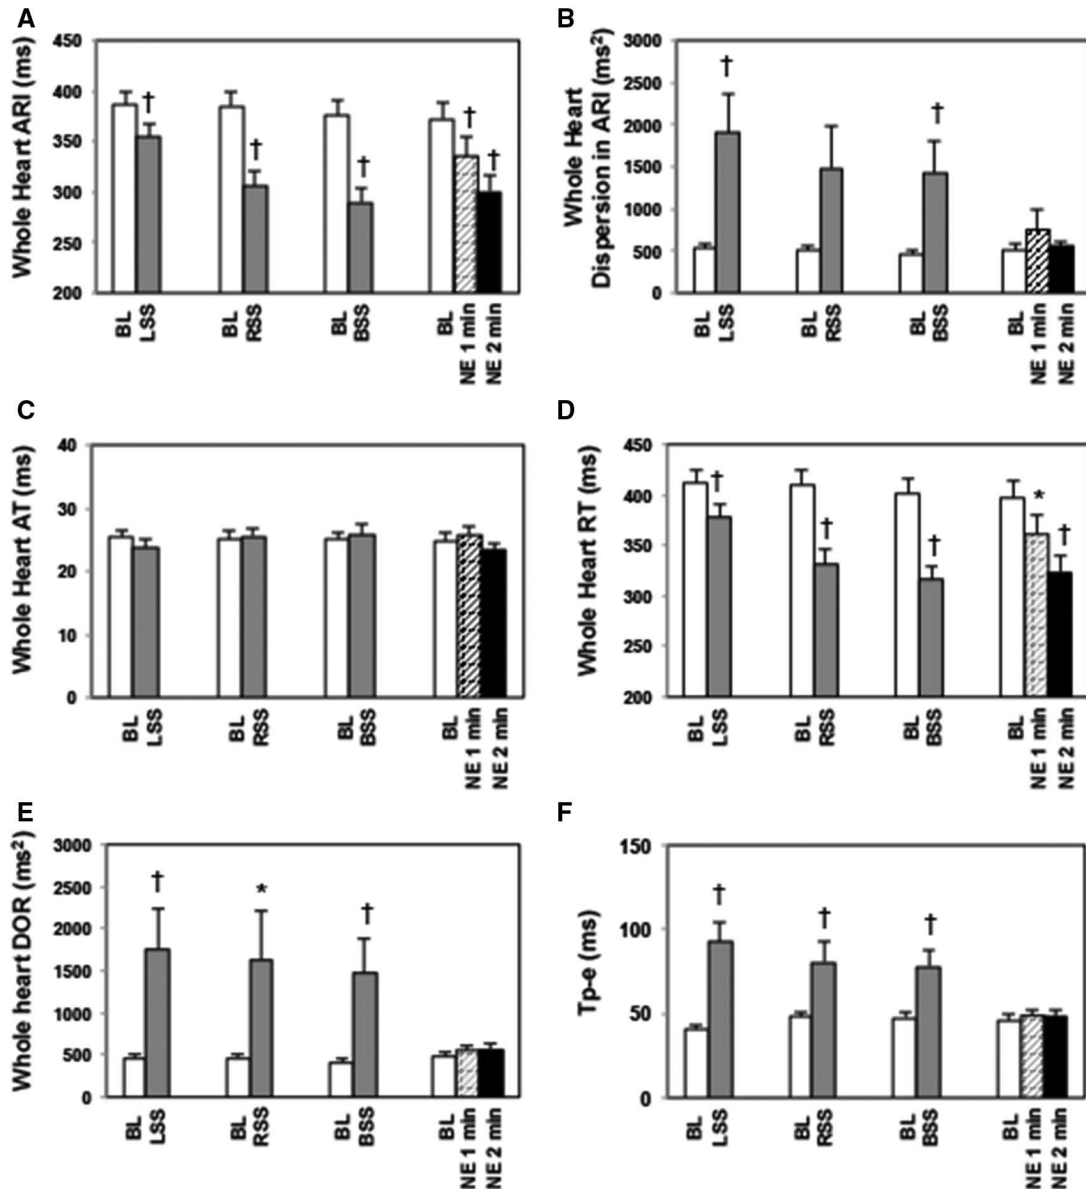 A
Whole Heart ARI (ms)
450
400
350
300
250
200
†
†
†
†
†
BL
LSS
BL
RSS
BL
BSS
BL
NE 1 min
NE 2 min
B
Whole Heart
Dispersion in ARI (ms²)
3000
2500
2000
1500
1000
500
0
†
†
BL
LSS
BL
RSS
BL
BSS
BL
NE 1 min
NE 2 min
C
Whole Heart AT (ms)
40
30
20
10
0
BL
LSS
BL
RSS
BL
BSS
BL
NE 1 min
NE 2 min
D
Whole Heart RT (ms)
450
400
350
300
250
200
†
†
†
*
†
BL
LSS
BL
RSS
BL
BSS
BL
NE 1 min
NE 2 min
E
Whole heart DOR (ms²)
3000
2500
2000
1500
1000
500
0
†
*
†
BL
LSS
BL
RSS
BL
BSS
BL
NE 1 min
NE 2 min
F
Tp-e (ms)
150
100
50
0
†
†
†
BL
LSS
BL
RSS
BL
BSS
BL
NE 1 min
NE 2 min